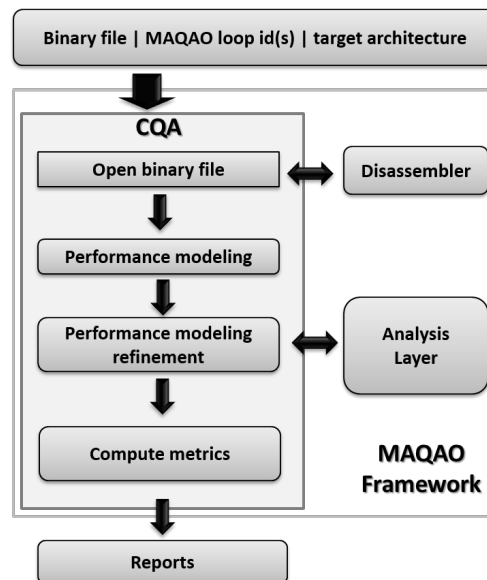 Binary file | MAQAO loop id(s) | target architecture
CQA
Open binary file
Disassembler
Performance modeling
Performance modeling
refinement
Analysis
Layer
Compute metrics
MAQAO
Framework
Reports